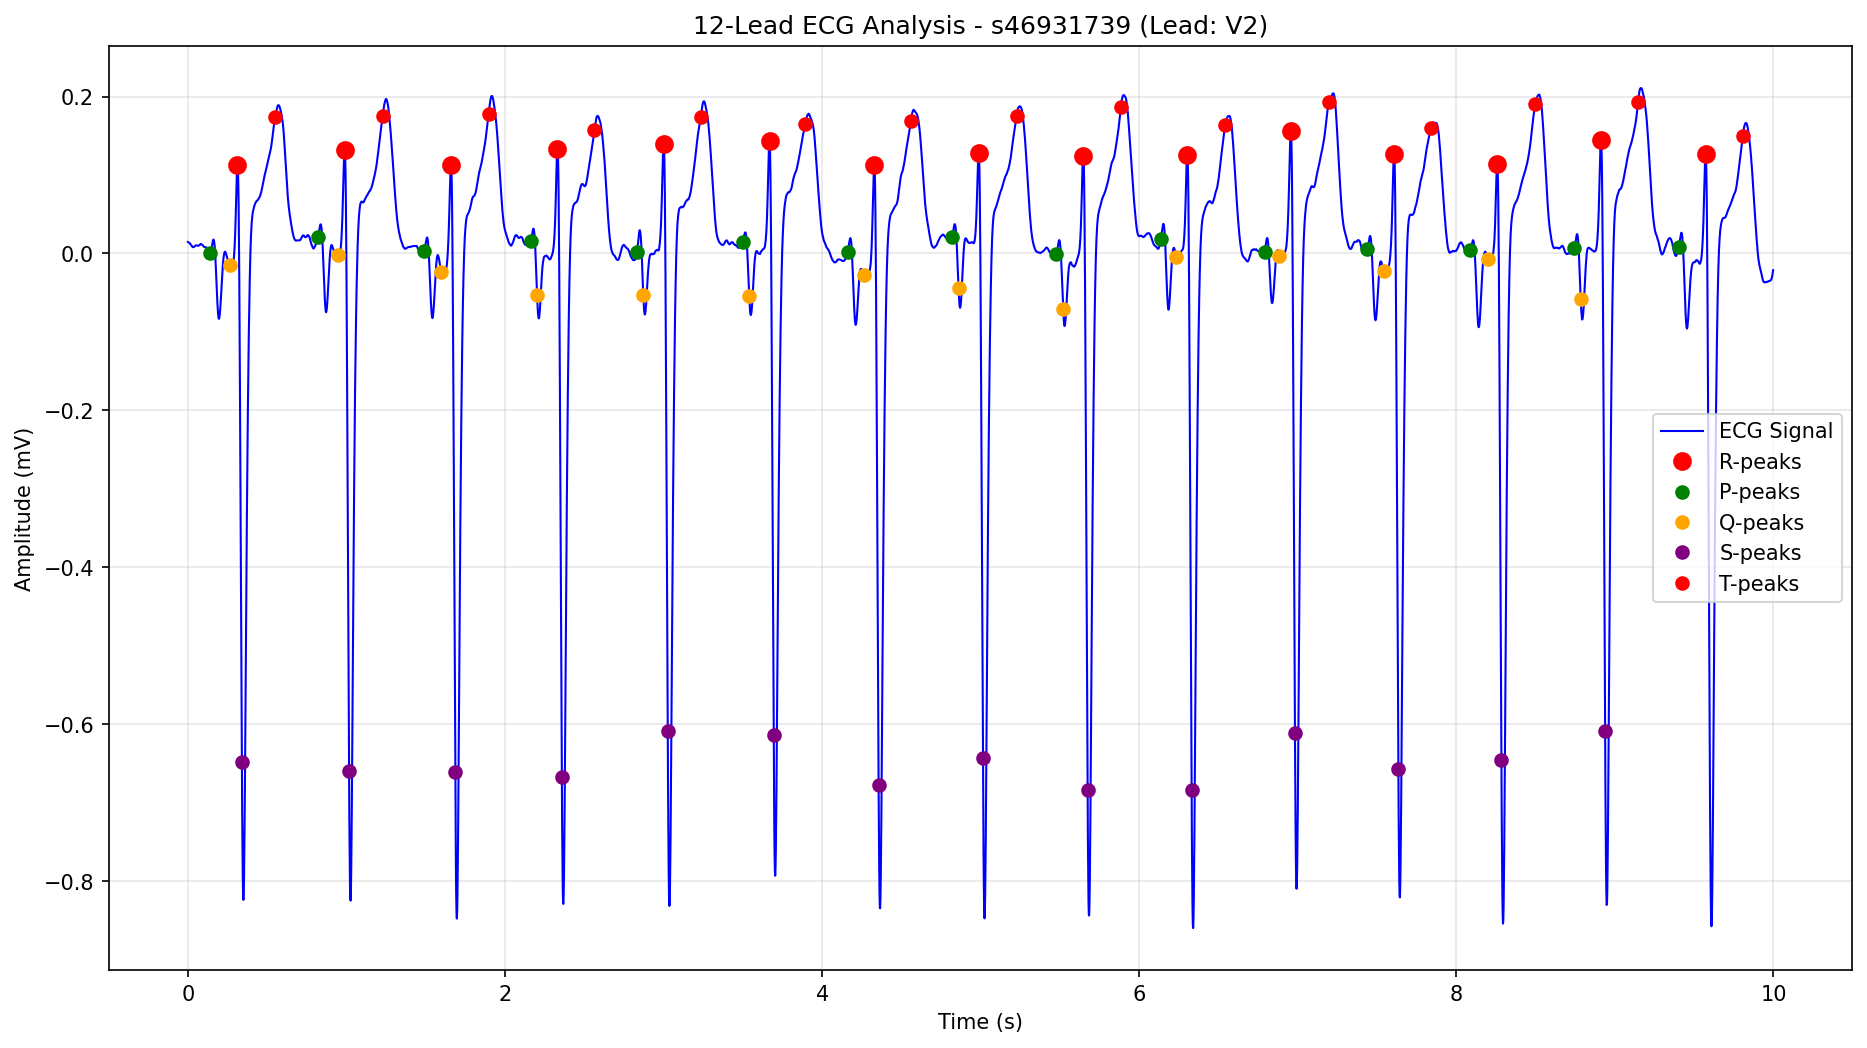 12-Lead ECG Analysis - s46931739 (Lead: V2)
0.2
0.0
−0.2
−0.4
−0.6
−0.8
Amplitude (mV)
ECG Signal
R-peaks
P-peaks
Q-peaks
S-peaks
T-peaks
0
2
4
6
8
10
Time (s)